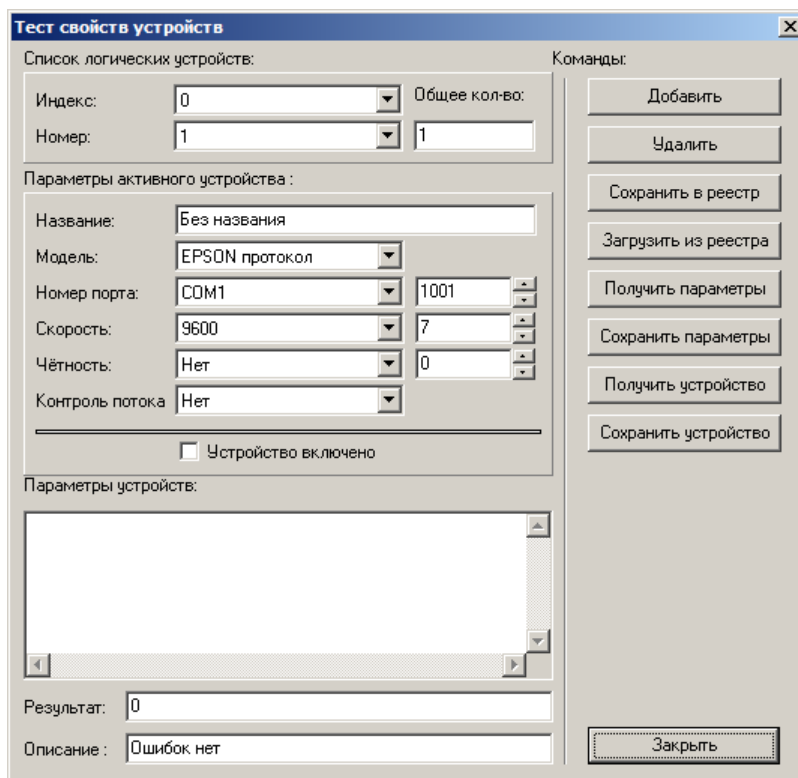 Тест свойств устройств
Список логических устройств:
Команды:
Индекс: 0 Общее кол-во:
Номер: 1 1
Параметры активного устройства :
Название: Без названия
Модель: EPSON протокол
Номер порта: COM1 1001
Скорость: 9600 7
Чётность: Нет 0
Контроль потока Нет
Устройство включено
Параметры устройств:
Результат: 0
Описание : Ошибок нет
Добавить
Удалить
Сохранить в реестр
Загрузить из реестра
Получить параметры
Сохранить параметры
Получить устройство
Сохранить устройство
Закрыть